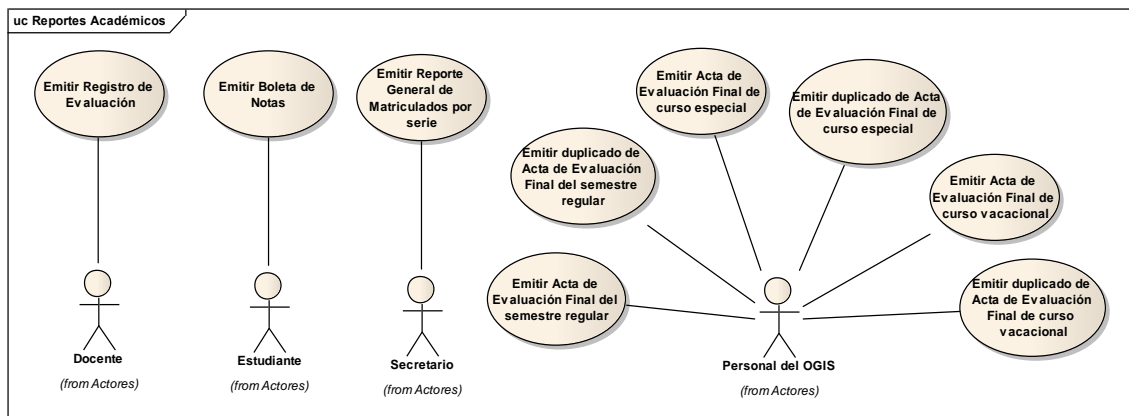 uc Reportes Académicos
Emitir Registro de
Evaluación
Emitir Boleta de
Notas
Emitir Reporte
General de
Matriculados por
serie
Emitir Acta de
Evaluación Final de
curso especial
Emitir duplicado de Acta
de Evaluación Final de
curso especial
Emitir duplicado de
Acta de Evaluación
Final del semestre
regular
Emitir Acta de
Evaluación Final de
curso vacacional
Emitir Acta de
Evaluación Final del
semestre regular
Emitir duplicado de
Acta de Evaluación
Final de curso
vacacional
Docente
(from Actores)
Estudiante
(from Actores)
Secretario
(from Actores)
Personal del OGIS
(from Actores)